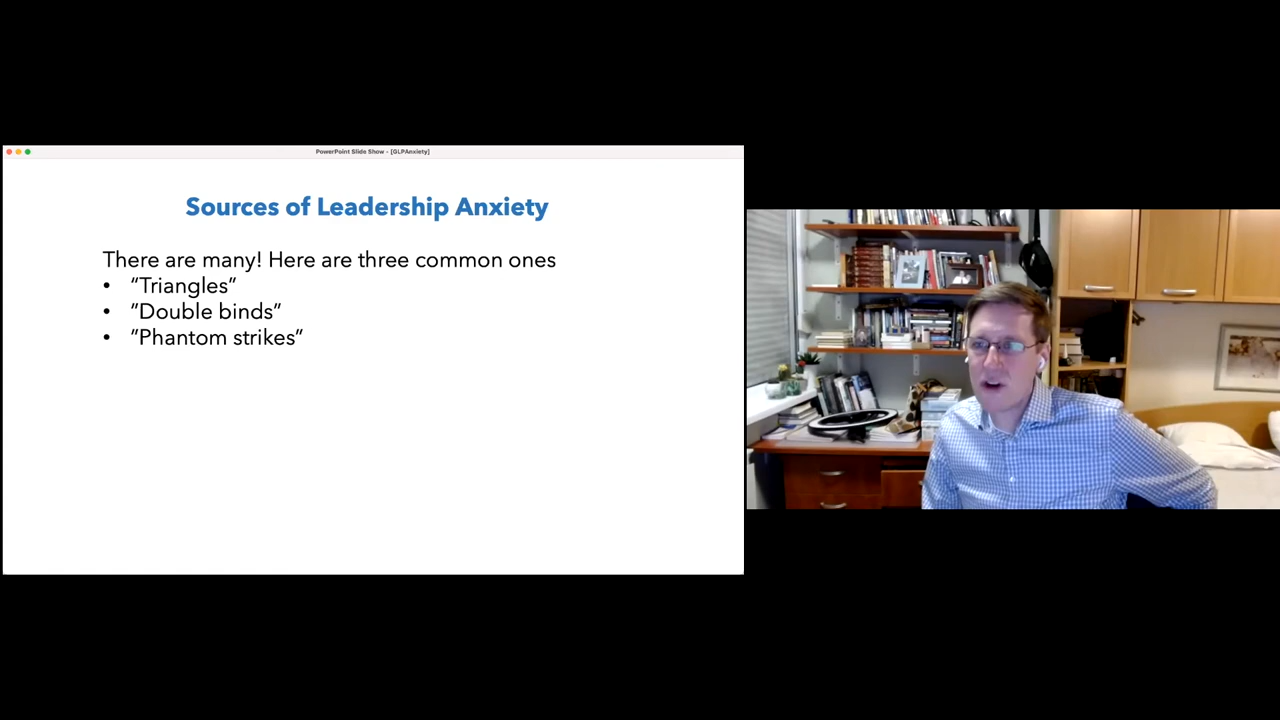 PowerPoint Slide Show - [GLPAnxiety]
Sources of Leadership Anxiety
There are many! Here are three common ones
• ”Triangles”
• ”Double binds”
• ”Phantom strikes”